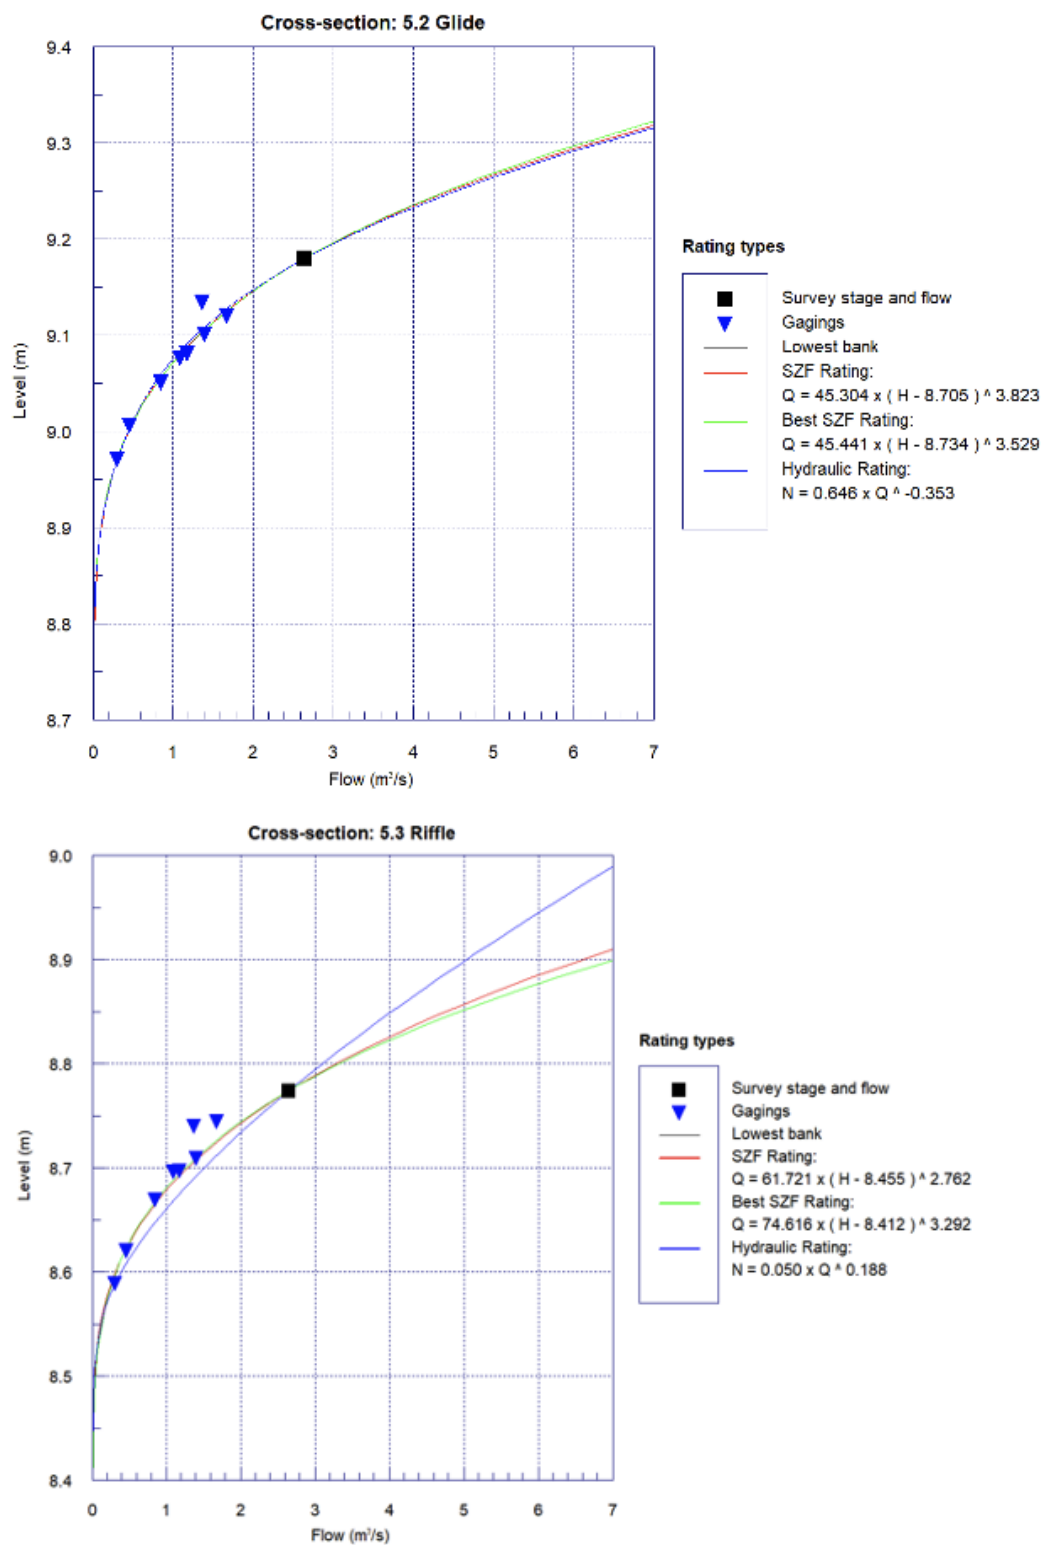 Cross-section: 5.2 Glide
9.4
9.3
9.2
9.1
9.0
8.9
8.8
8.7
Level (m)
0 1 2 3 4 5 6 7
Flow (m³/s)
Rating types
Survey stage and flow
Gagings
Lowest bank
SZF Rating:
Q = 45.304 x ( H - 8.705 ) ^ 3.823
Best SZF Rating:
Q = 45.441 x ( H - 8.734 ) ^ 3.529
Hydraulic Rating:
N = 0.646 x Q ^ -0.353
Cross-section: 5.3 Riffle
9.0
8.9
8.8
8.7
8.6
8.5
8.4
Level (m)
0 1 2 3 4 5 6 7
Flow (m³/s)
Rating types
Survey stage and flow
Gagings
Lowest bank
SZF Rating:
Q = 61.721 x ( H - 8.455 ) ^ 2.762
Best SZF Rating:
Q = 74.616 x ( H - 8.412 ) ^ 3.292
Hydraulic Rating:
N = 0.050 x Q ^ 0.188